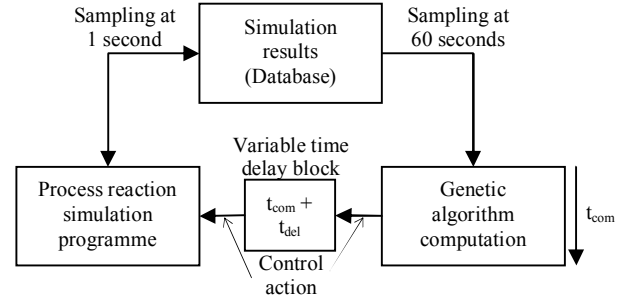 Sampling at
1 second
Simulation
results
(Database)
Sampling at
60 seconds
Variable time
delay block
Process reaction
simulation
programme
t_com +
t_del
Genetic
algorithm
computation
t_com
Control
action